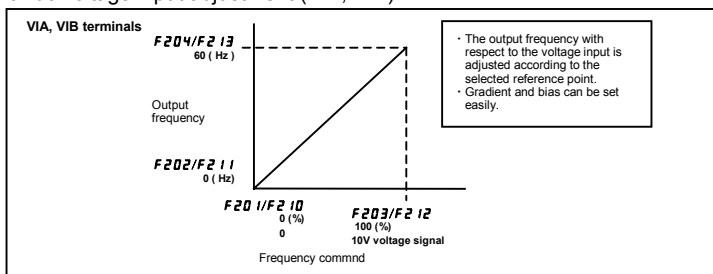 VIA, VIB terminals
F204/F213
60 ( Hz )
Output
frequency
F202/F211
0 ( Hz)
F201/F210
0 (%)
0
F203/F212
100 (%)
10V voltage signal
Frequency commnd
· The output frequency with
respect to the voltage input is
adjusted according to the
selected reference point.
· Gradient and bias can be set
easily.